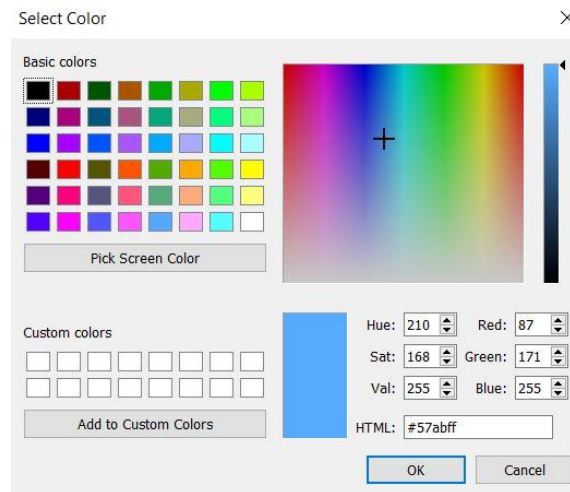 Select Color
Basic colors
Pick Screen Color
Custom colors
Add to Custom Colors
Hue: 210 Red: 87
Sat: 168 Green: 171
Val: 255 Blue: 255
HTML: #57abff
OK Cancel